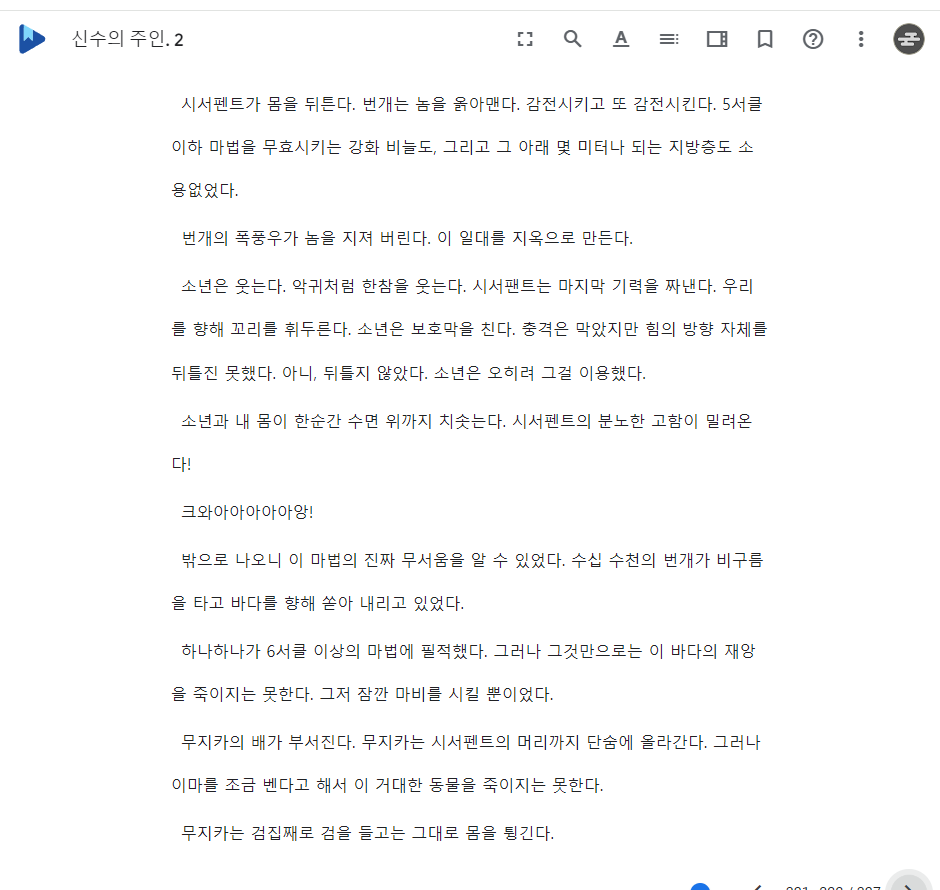 신수의 주인. 2
시서펜트가 몸을 뒤튼다. 번개는 놈을 옭아맨다. 감전시키고 또 감전시킨다. 5서클
이하 마법을 무효시키는 강화 비늘도, 그리고 그 아래 몇 미터나 되는 지방층도 소
용없었다.
번개의 폭풍우가 놈을 지져 버린다. 이 일대를 지옥으로 만든다.
소년은 웃는다. 악귀처럼 한참을 웃는다. 시서팬트는 마지막 기력을 짜낸다. 우리
를 향해 꼬리를 휘두른다. 소년은 보호막을 친다. 충격은 막았지만 힘의 방향 자체를
뒤틀진 못했다. 아니, 뒤틀지 않았다. 소년은 오히려 그걸 이용했다.
소년과 내 몸이 한순간 수면 위까지 치솟는다. 시서펜트의 분노한 고함이 밀려온
다!
크와아아아아아앙!
밖으로 나오니 이 마법의 진짜 무서움을 알 수 있었다. 수십 수천의 번개가 비구름
을 타고 바다를 향해 쏟아 내리고 있었다.
하나하나가 6서클 이상의 마법에 필적했다. 그러나 그것만으로는 이 바다의 재앙
을 죽이지는 못한다. 그저 잠깐 마비를 시킬 뿐이었다.
무지카의 배가 부서진다. 무지카는 시서펜트의 머리까지 단숨에 올라간다. 그러나
이마를 조금 벤다고 해서 이 거대한 동물을 죽이지는 못한다.
무지카는 검집째로 검을 들고는 그대로 몸을 튕긴다.